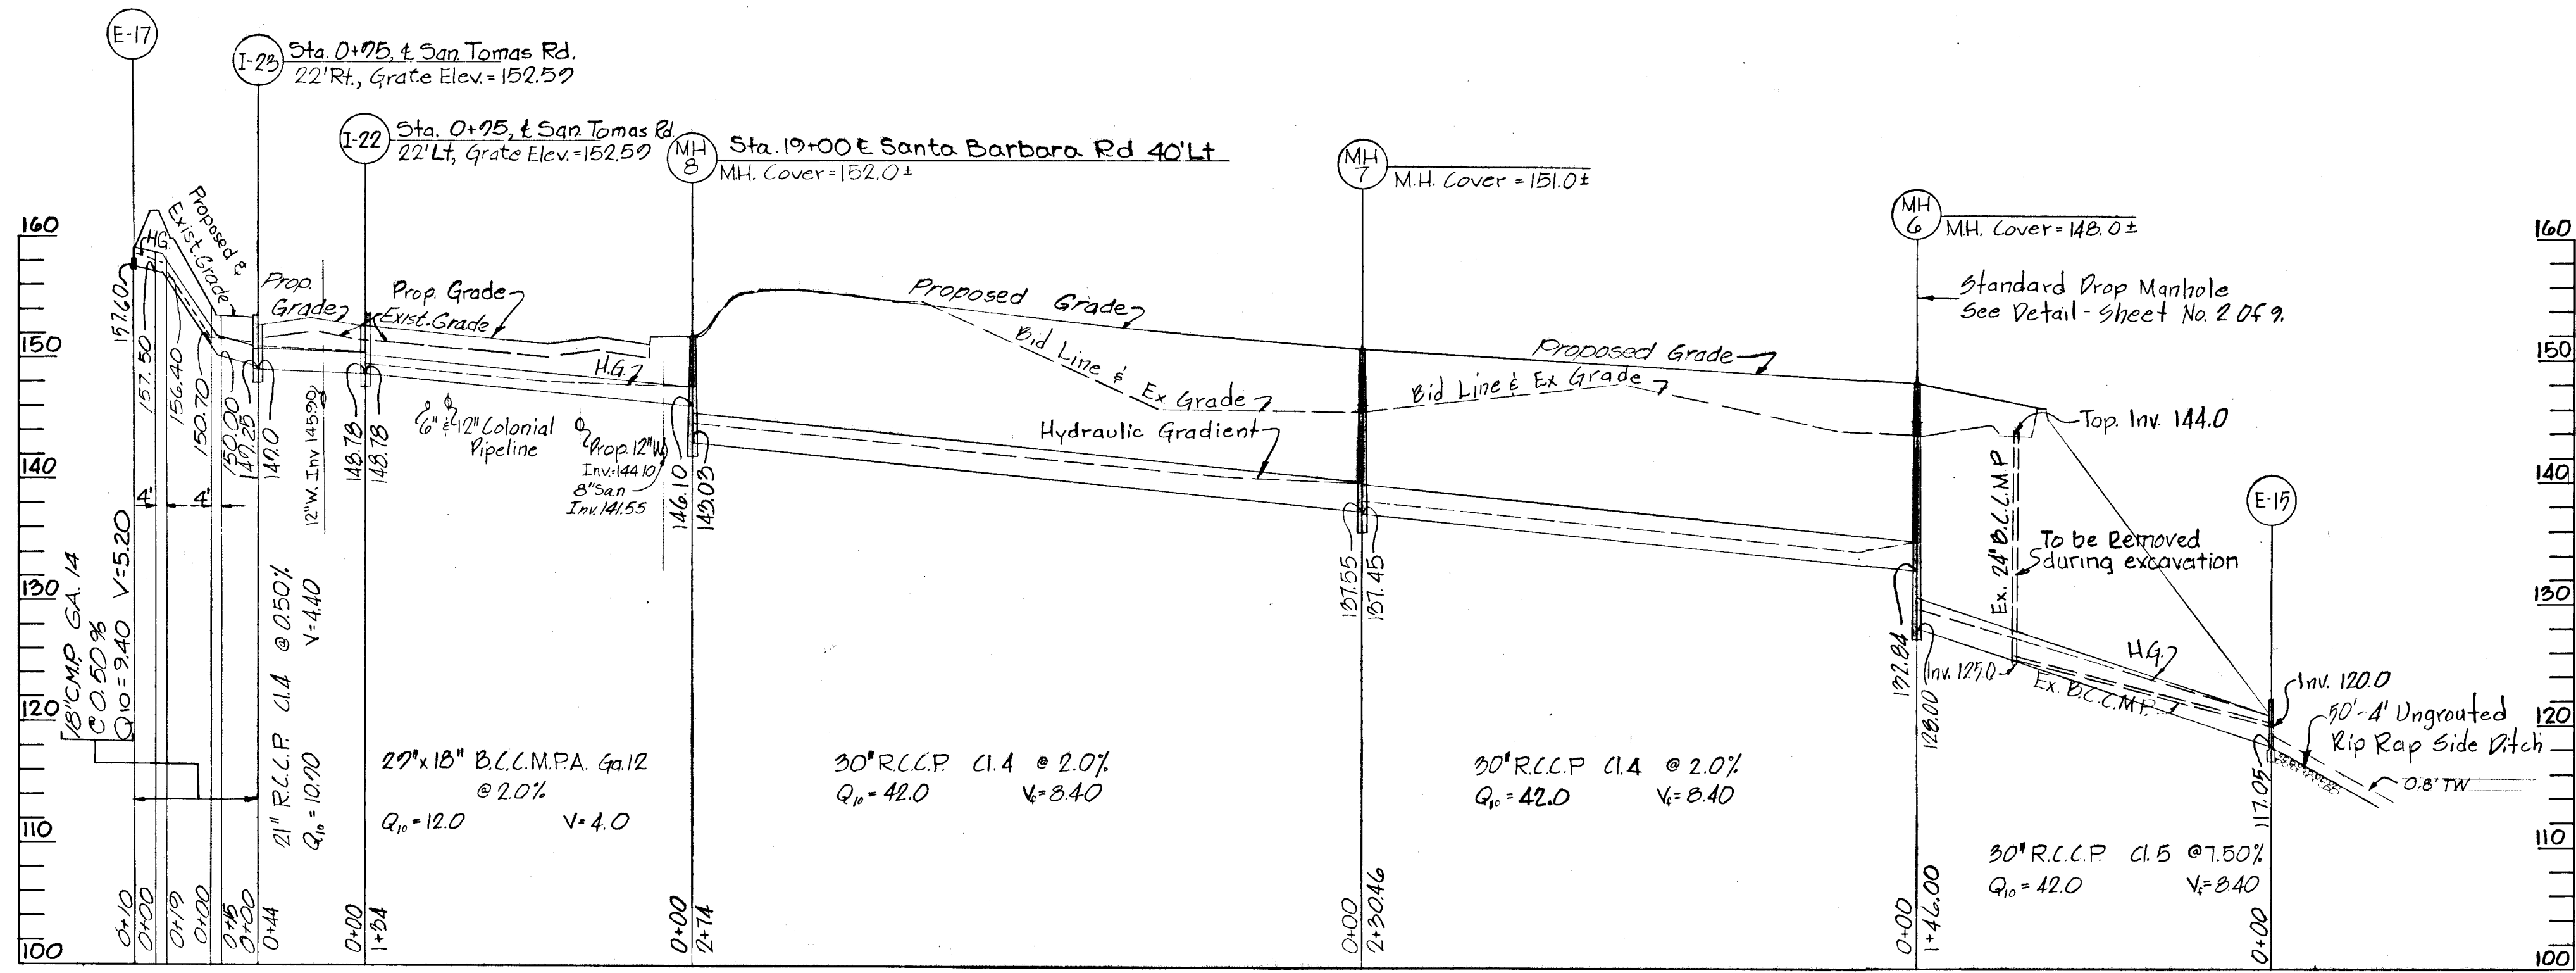 E-17
I-23
Sta. 0+75, ℄ San Tomas Rd.
22' Rt., Grate Elev. = 152.59
I-22
Sta. 0+75, ℄ San Tomas Rd.
22' Lt, Grate Elev. = 152.59
MH 8
Sta. 19+00 ℄ Santa Barbara Rd 40' Lt
M.H. Cover = 152.0 ±
MH 7
M.H. Cover = 151.0 ±
MH 6
M.H. Cover = 148.0 ±
Standard Drop Manhole
See Detail - Sheet No. 2 of 9.
160
150
140
130
120
110
100
H.G.
Proposed &
Exist. Grade
Prop.
Grade
Prop. Grade
Exist. Grade
H.G.
Proposed Grade
Bid Line & Ex Grade
Hydraulic Gradient
Proposed Grade
Bid Line & Ex Grade
157.60
157.50
156.40
150.70
150.00
149.0
12" W. Inv 145.90
148.78
148.78
6" & 12" Colonial
Pipeline
Prop. 12" W
Inv. 144.10
8" San
Inv. 141.55
146.10
143.03
137.55
137.45
132.84
128.00
4'
4'
Top. Inv. 144.0
Ex. 24" B.C.C.M.P
To be Removed
during excavation
E-15
H.G.
Inv. 125.0
Ex. B.C.C.M.P.
Inv. 120.0
50'-4' Ungrouted
Rip Rap Side Ditch
0.8' TW
117.05
18" C.M.P. GA. 14
@ 0.50%
Q10 = 9.40 V=5.20
21" R.C.C.P. Cl.4 @ 0.50%
Q10 = 10.70 V=4.40
29" x 18" B.C.C.M.P.A. Ga.12
@ 2.0%
Q10 = 12.0 V= 4.0
30" R.C.C.P. Cl. 4 @ 2.0%
Q10 = 42.0 Vf= 8.40
30" R.C.C.P Cl. 4 @ 2.0%
Q10 = 42.0 Vf= 8.40
30" R.C.C.P. Cl. 5 @ 7.50%
Q10 = 42.0 Vf= 8.40
0+10
0+00
0+19
0+00
0+15
0+00
0+44
0+00
1+34
0+00
2+74
0+00
2+30.46
0+00
1+46.00
0+00
160
150
140
130
120
110
100